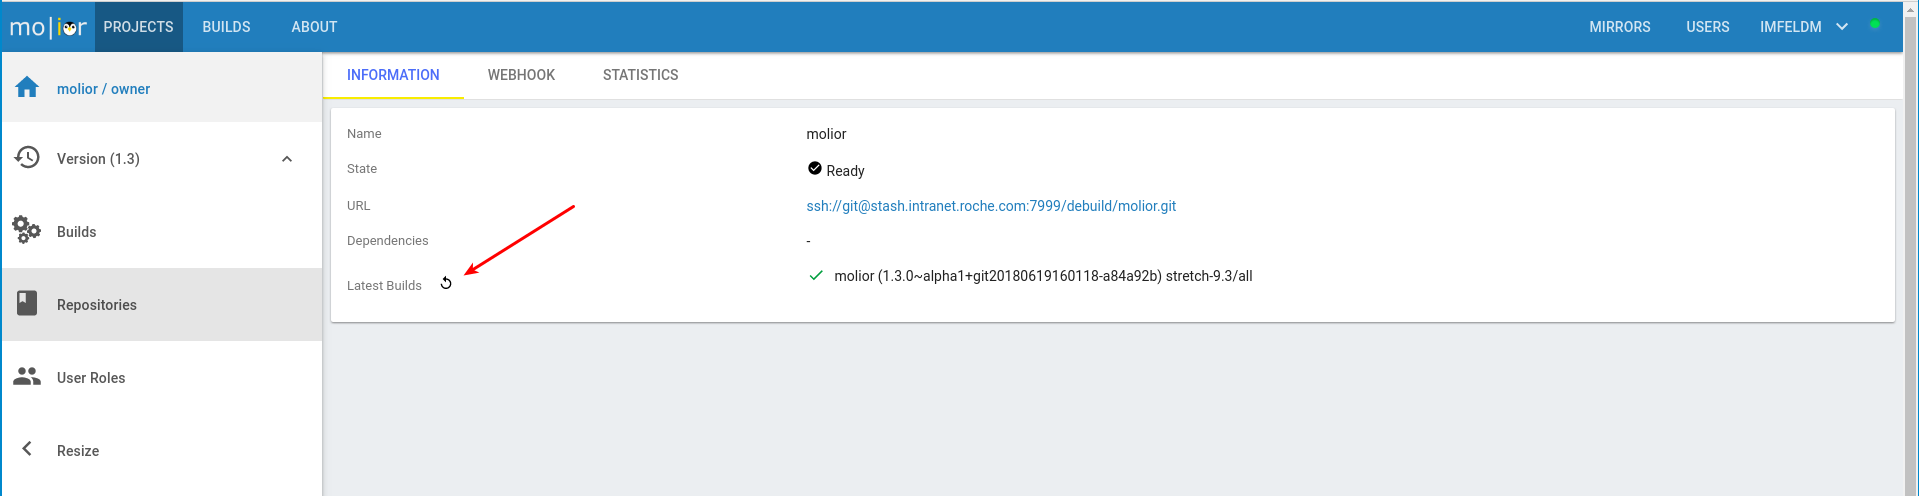 molior PROJECTS BUILDS ABOUT MIRRORS USERS IMFELDM
molior / owner
Version (1.3)
Builds
Repositories
User Roles
Resize
INFORMATION WEBHOOK STATISTICS
Name molior
State Ready
URL ssh://git@stash.intranet.roche.com:7999/debuild/molior.git
Dependencies -
Latest Builds molior (1.3.0~alpha1+git20180619160118-a84a92b) stretch-9.3/all